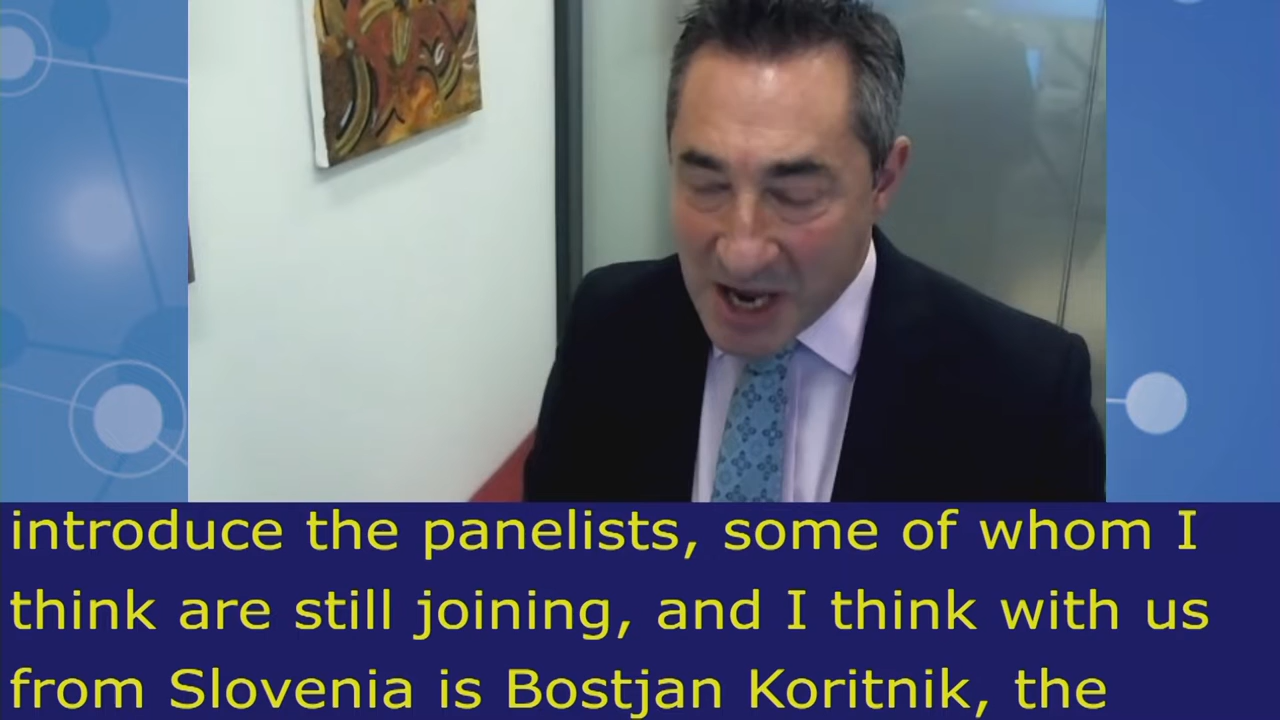 introduce the panelists, some of whom I
think are still joining, and I think with us
from Slovenia is Bostjan Koritnik, the